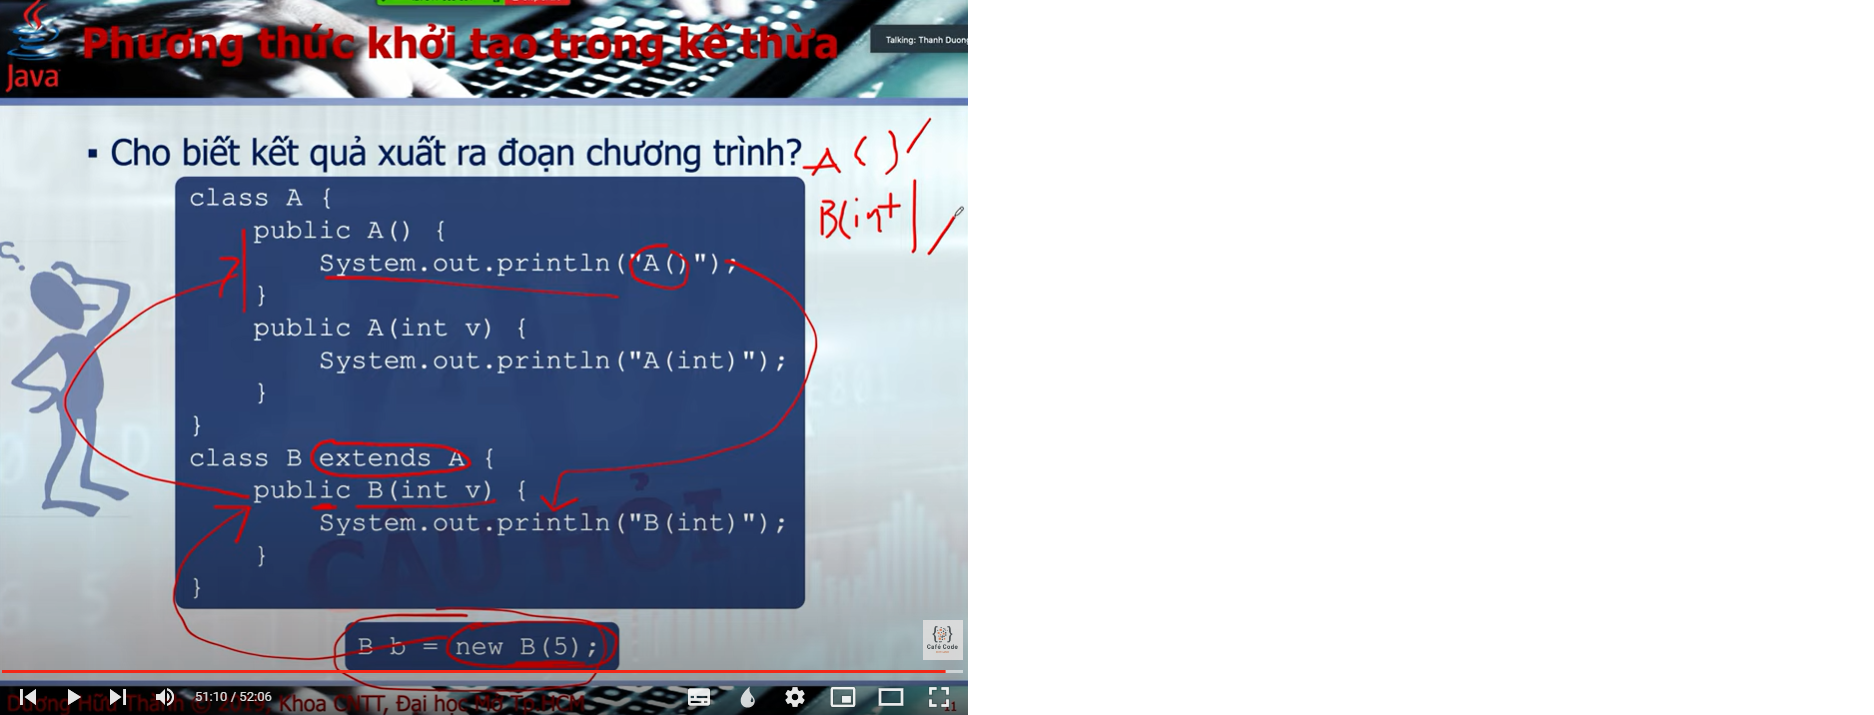 Java
Phương thức khởi tạo trong kế thừa
Talking: Thanh Duong
▪ Cho biết kết quả xuất ra đoạn chương trình?
A ( )
B(int)
class A {
public A() {
System.out.println("A()");
}
public A(int v) {
System.out.println("A(int)");
}
}
class B extends A {
public B(int v) {
System.out.println("B(int)");
}
}
CÂU HỎI
B b = new B(5);
Café Code
51:10 / 52:06
Dương Hữu Thành © 2019, Khoa CNTT, Đại học Mở Tp.HCM
11